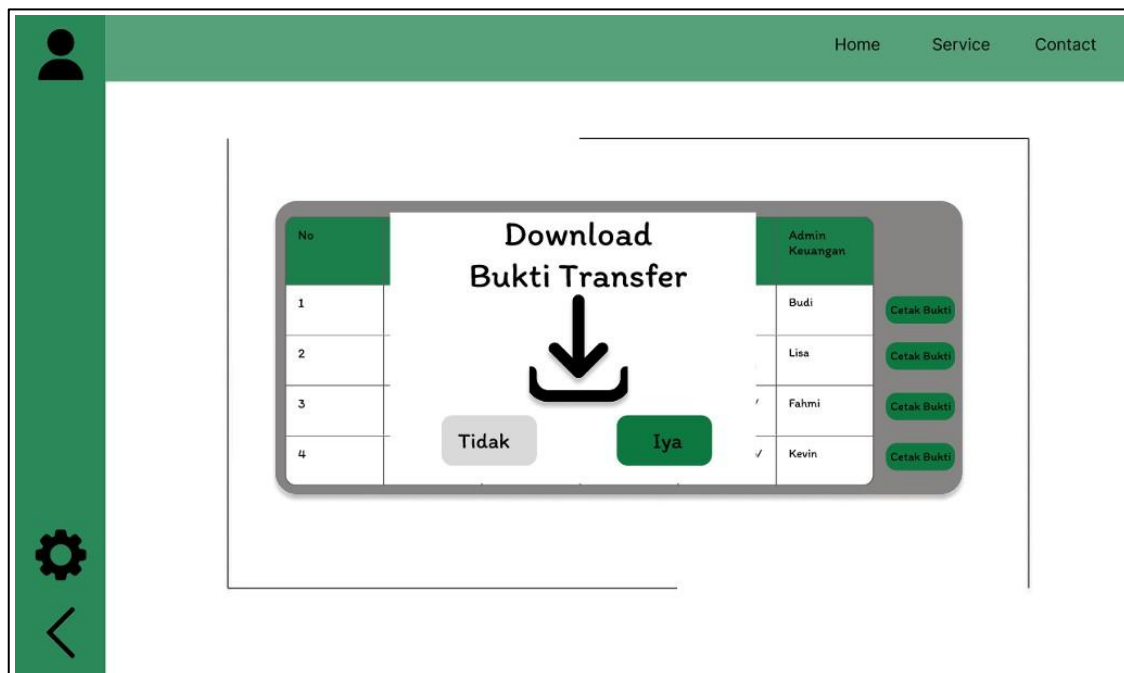 Home Service Contact
Download
Bukti Transfer
No
Admin
Keuangan
1 Budi Cetak Bukti
2 Lisa Cetak Bukti
3 Fahmi Cetak Bukti
4 Kevin Cetak Bukti
Tidak Iya